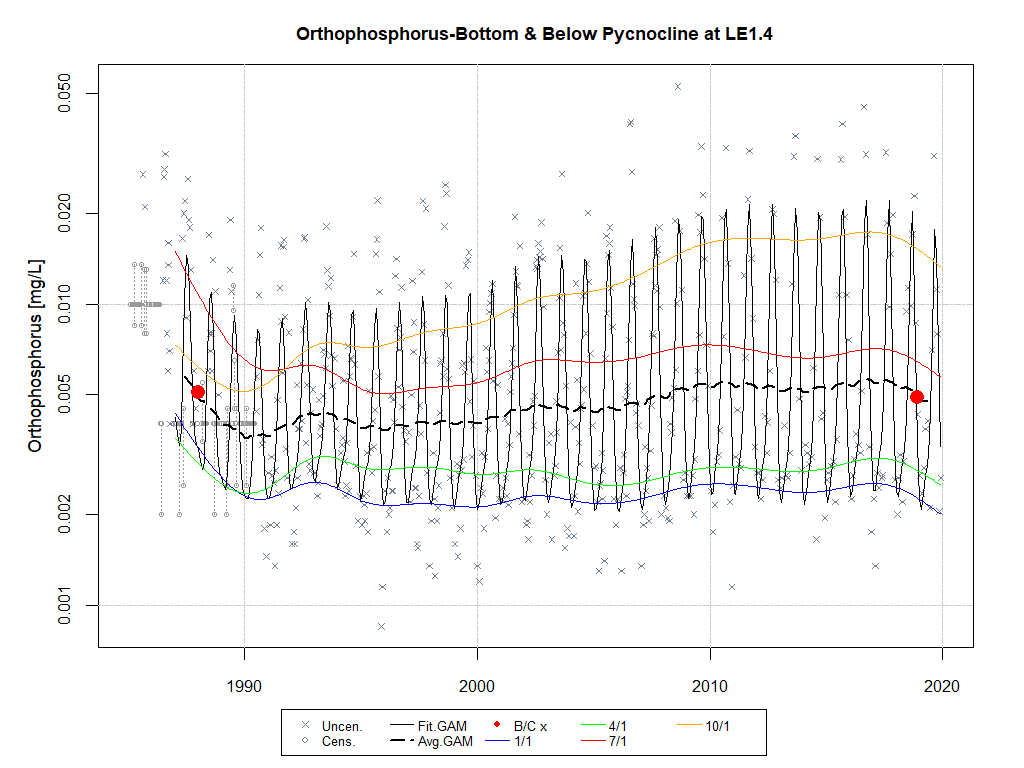 Orthophosphorus-Bottom & Below Pycnocline at LE1.4
Orthophosphorus [mg/L]
0.050
0.020
0.010
0.005
0.002
0.001
1990 2000 2010 2020
Uncen. Fit.GAM B/C x 4/1 10/1
Cens. Avg.GAM 1/1 7/1